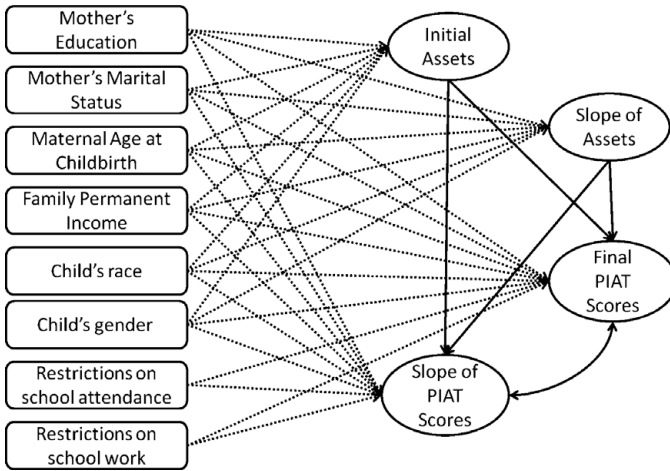 Mother's
Education
Mother's Marital
Status
Maternal Age at
Childbirth
Family Permanent
Income
Child's race
Child's gender
Restrictions on
school attendance
Restrictions on
school work
Initial
Assets
Slope of
Assets
Final
PIAT
Scores
Slope of
PIAT
Scores